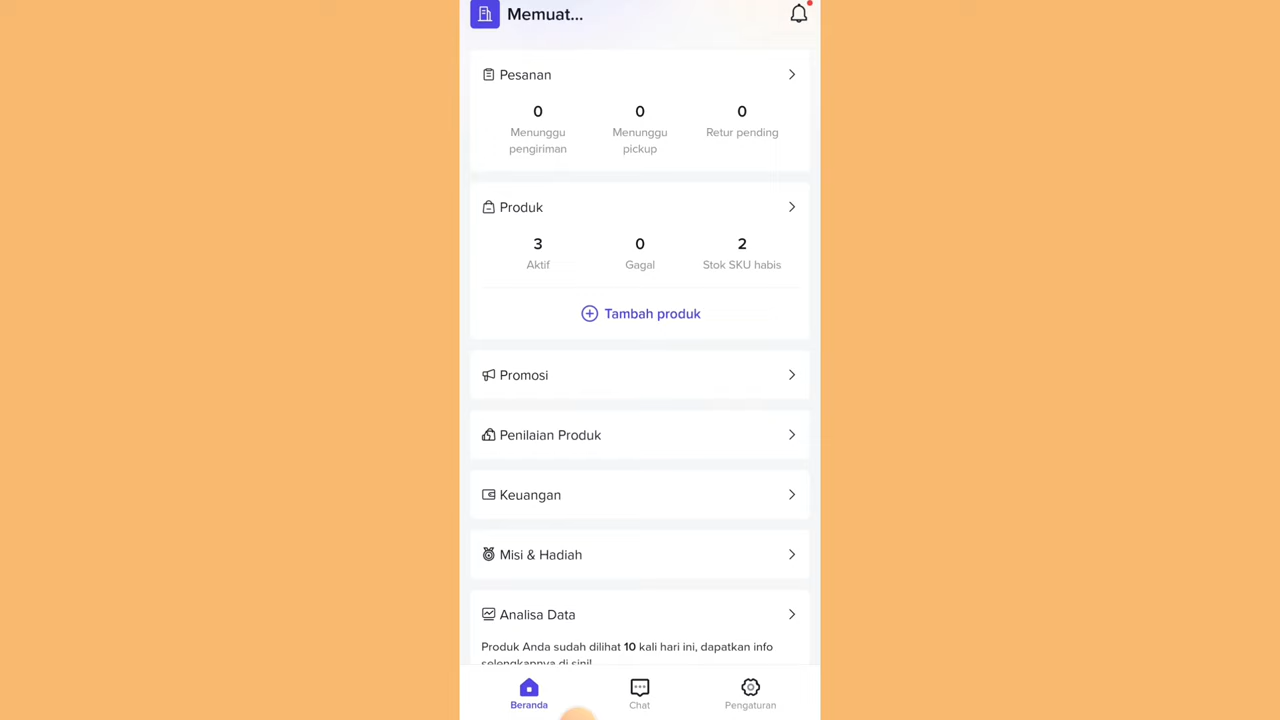 Memuat...
Pesanan
0 0 0
Menunggu pengiriman
Menunggu pickup
Retur pending
Produk
3 0 2
Aktif Gagal Stok SKU habis
Tambah produk
Promosi
Penilaian Produk
Keuangan
Misi & Hadiah
Analisa Data
Produk Anda sudah dilihat 10 kali hari ini, dapatkan info
selengkapnya di sini!
Beranda Chat Pengaturan